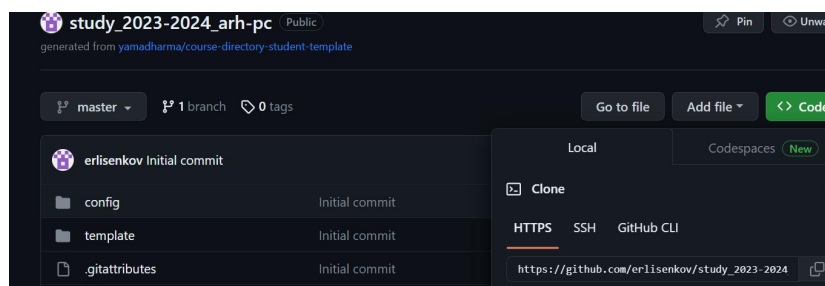 study_2023-2024_arh-pc Public
Pin
generated from yamadharma/course-directory-student-template
master
1 branch
0 tags
Go to file
Add file
Code
Local
Codespaces New
erlisenkov Initial commit
Clone
config Initial commit
HTTPS SSH GitHub CLI
template Initial commit
.gitattributes Initial commit
https://github.com/erlisenkov/study_2023-2024